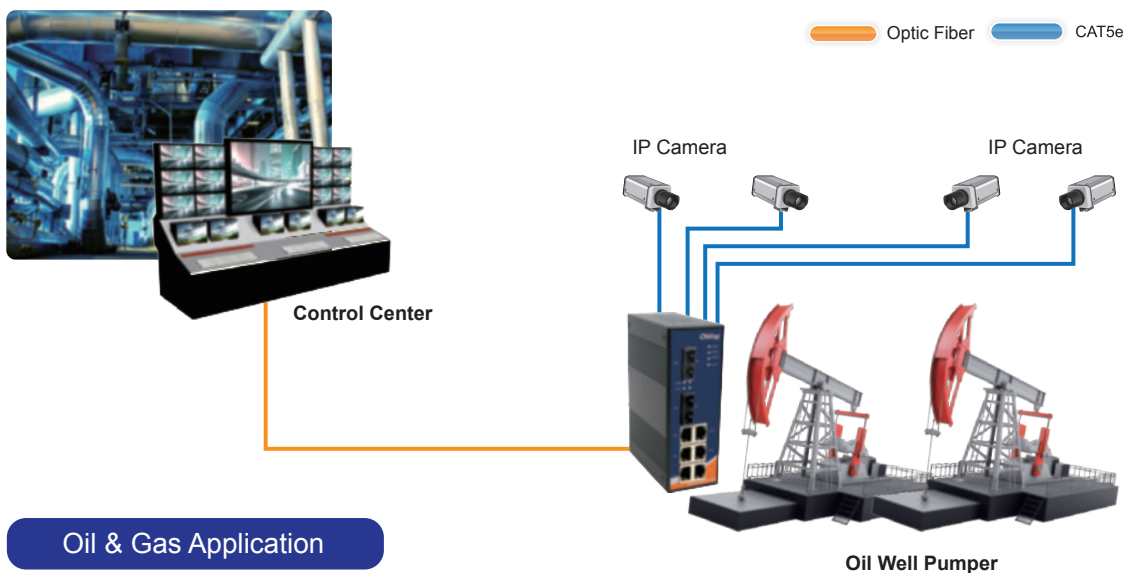 Optic Fiber
CAT5e
IP Camera
IP Camera
Control Center
Oil & Gas Application
Oil Well Pumper